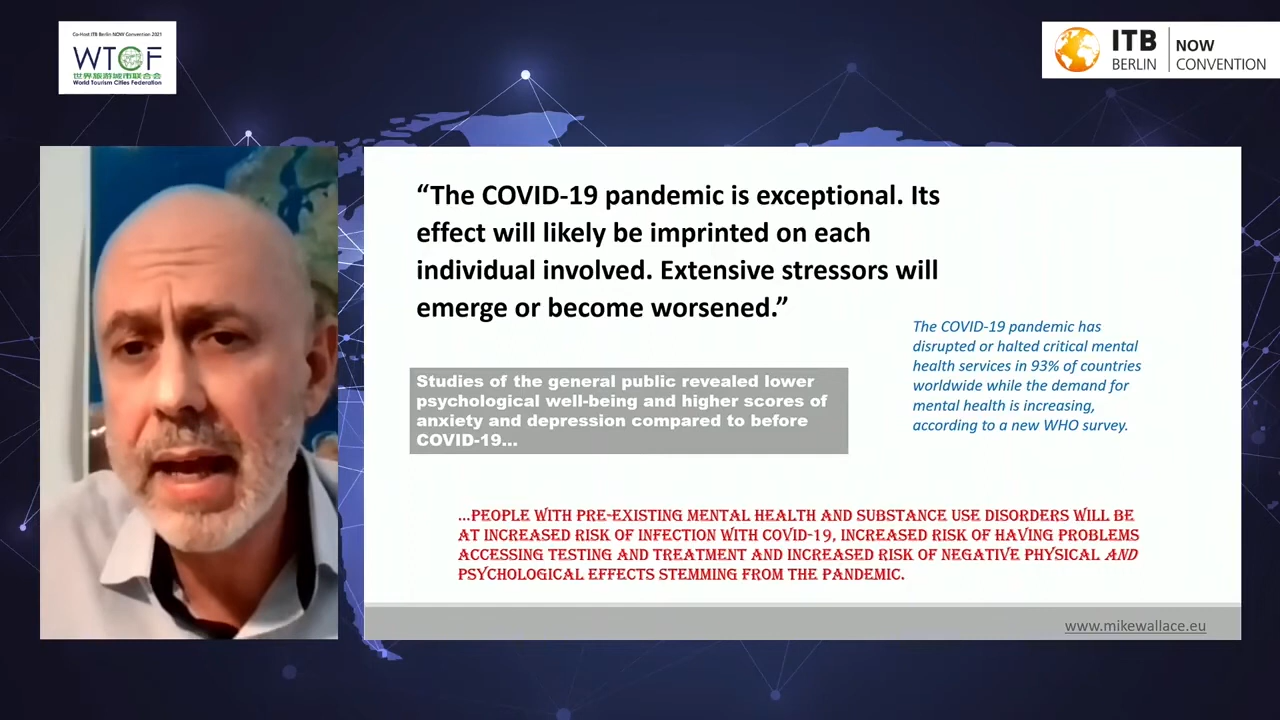 Co-Host ITB Berlin NOW Convention 2021
WTCF
世界旅游城市联合会
World Tourism Cities Federation
ITB
BERLIN
NOW
CONVENTION
“The COVID-19 pandemic is exceptional. Its
effect will likely be imprinted on each
individual involved. Extensive stressors will
emerge or become worsened.”
The COVID-19 pandemic has
disrupted or halted critical mental
health services in 93% of countries
worldwide while the demand for
mental health is increasing,
according to a new WHO survey.
Studies of the general public revealed lower
psychological well-being and higher scores of
anxiety and depression compared to before
COVID-19...
...PEOPLE WITH PRE-EXISTING MENTAL HEALTH AND SUBSTANCE USE DISORDERS WILL BE
AT INCREASED RISK OF INFECTION WITH COVID-19, INCREASED RISK OF HAVING PROBLEMS
ACCESSING TESTING AND TREATMENT AND INCREASED RISK OF NEGATIVE PHYSICAL AND
PSYCHOLOGICAL EFFECTS STEMMING FROM THE PANDEMIC.
www.mikewallace.eu